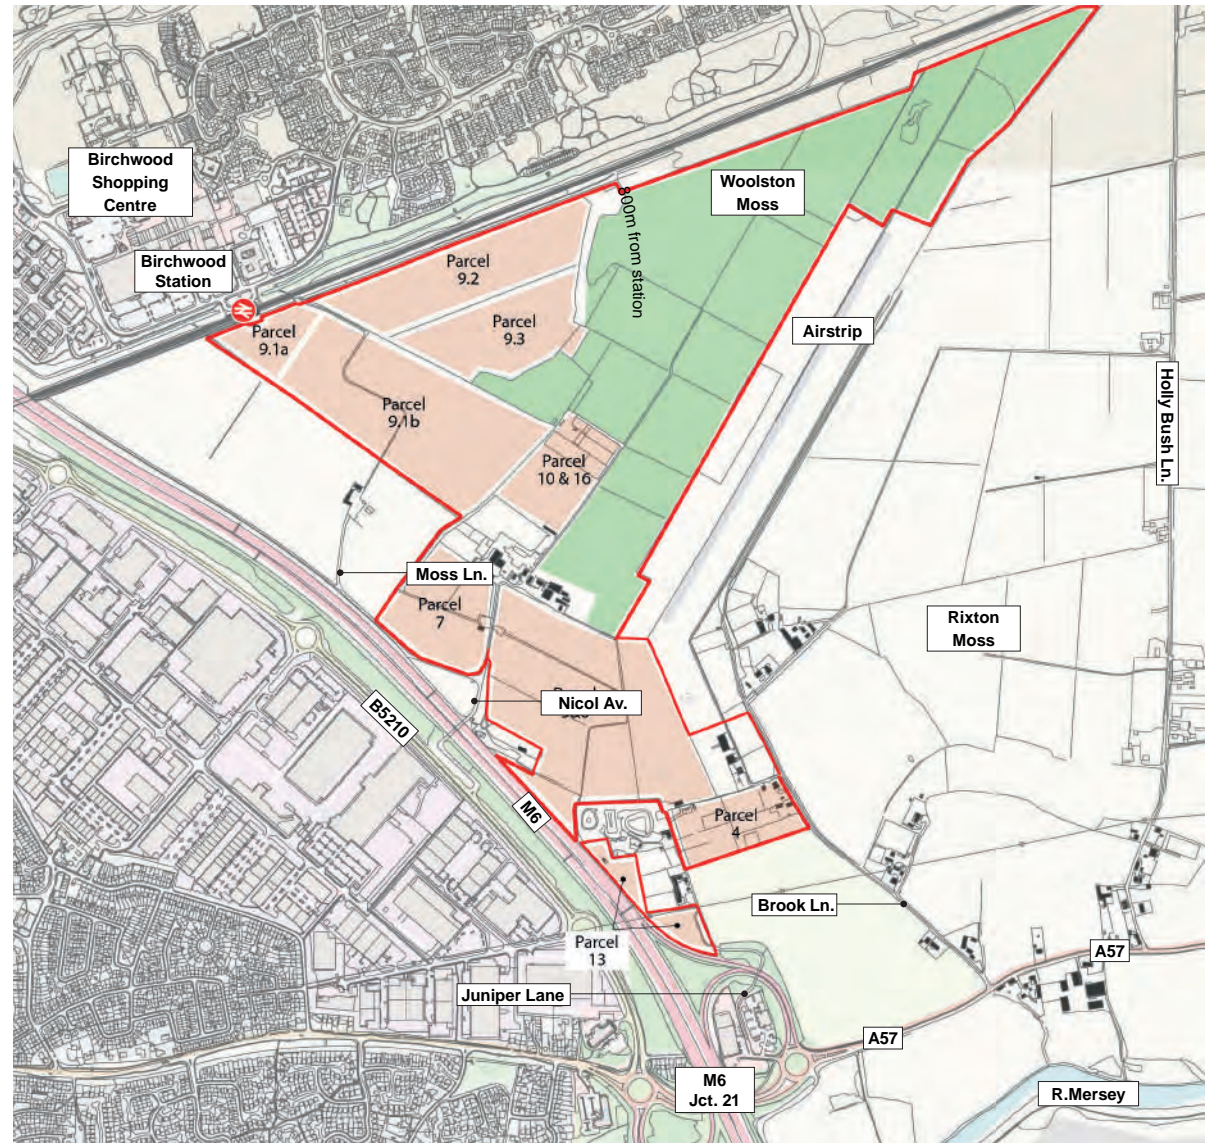 Birchwood
Shopping
Centre
Woolston
Moss
800m from station
Birchwood
Station
Parcel
9.2
Parcel
9.3
Parcel
9.1a
Airstrip
Holly Bush Ln.
Parcel
9.1b
Parcel
10 & 16
Moss Ln.
Parcel
7
Rixton
Moss
Nicol Av.
B5210
M6
Parcel
4
Brook Ln.
Parcel
13
A57
Juniper Lane
A57
M6
Jct. 21
R.Mersey